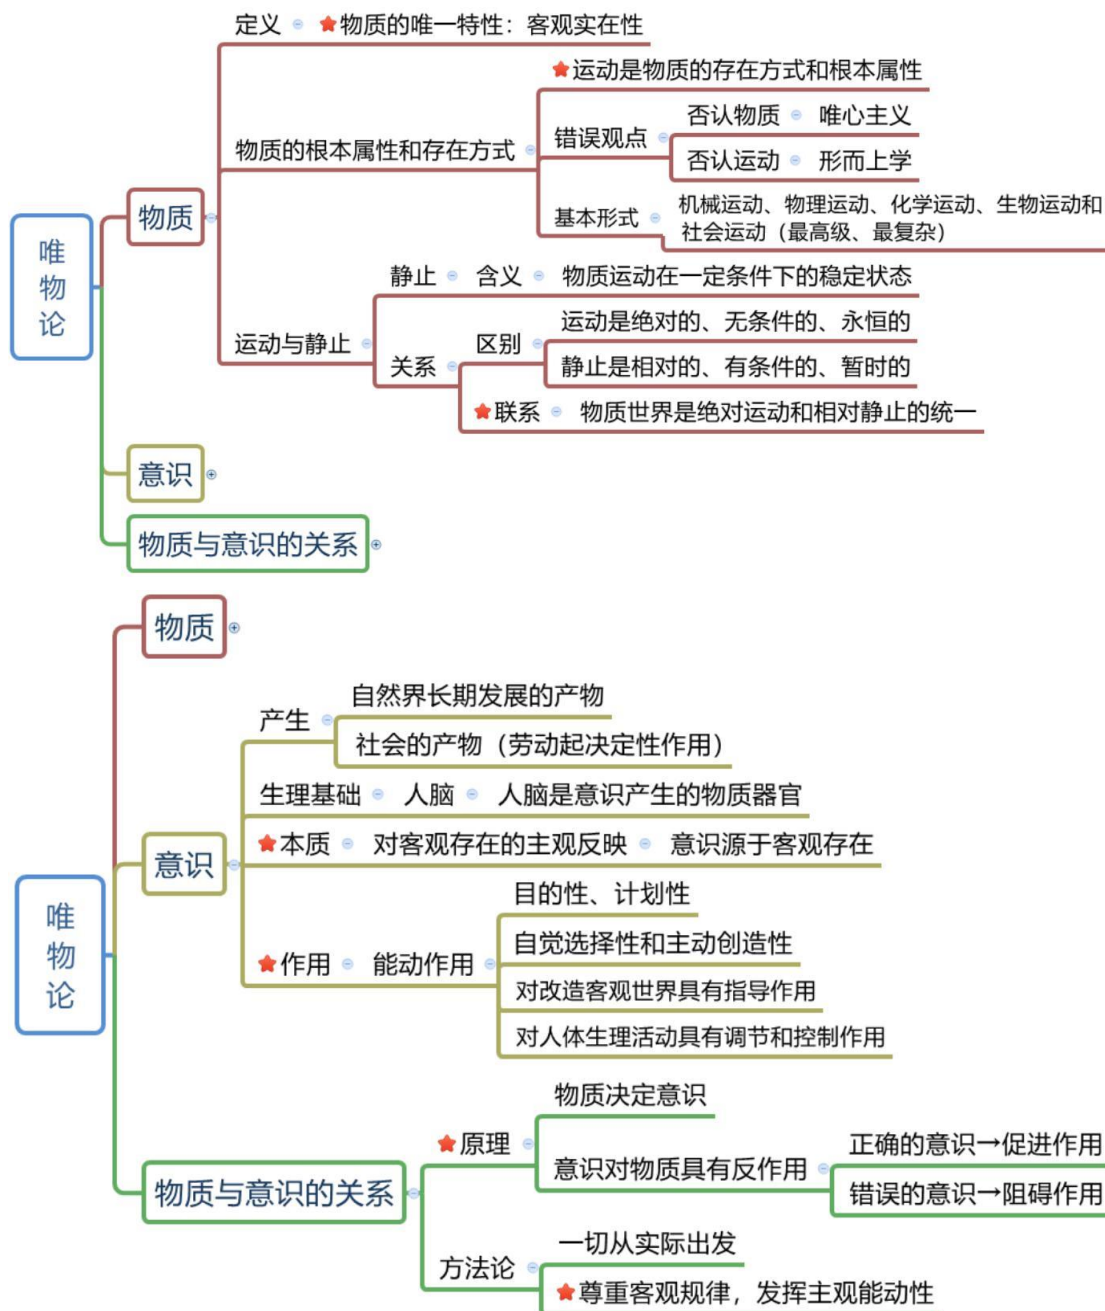 唯物论
物质
定义
★物质的唯一特性：客观实在性
物质的根本属性和存在方式
★运动是物质的存在方式和根本属性
错误观点
否认物质
唯心主义
否认运动
形而上学
基本形式
机械运动、物理运动、化学运动、生物运动和
社会运动（最高级、最复杂）
运动与静止
静止
含义
物质运动在一定条件下的稳定状态
关系
区别
运动是绝对的、无条件的、永恒的
静止是相对的、有条件的、暂时的
★联系
物质世界是绝对运动和相对静止的统一
意识
物质与意识的关系
唯物论
物质
意识
产生
自然界长期发展的产物
社会的产物（劳动起决定性作用）
生理基础
人脑
人脑是意识产生的物质器官
★本质
对客观存在的主观反映
意识源于客观存在
★作用
能动作用
目的性、计划性
自觉选择性和主动创造性
对改造客观世界具有指导作用
对人体生理活动具有调节和控制作用
物质与意识的关系
★原理
物质决定意识
意识对物质具有反作用
正确的意识→促进作用
错误的意识→阻碍作用
方法论
一切从实际出发
★尊重客观规律，发挥主观能动性